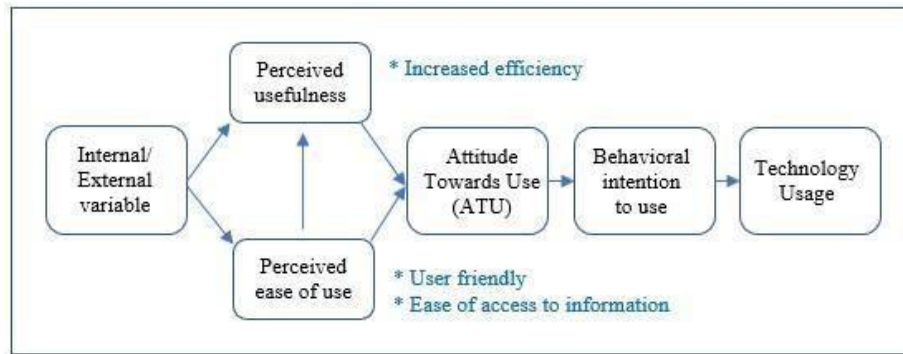 Perceived
usefulness
* Increased efficiency
Internal/
External
variable
Attitude
Towards Use
(ATU)
Behavioral
intention
to use
Technology
Usage
Perceived
ease of use
* User friendly
* Ease of access to information